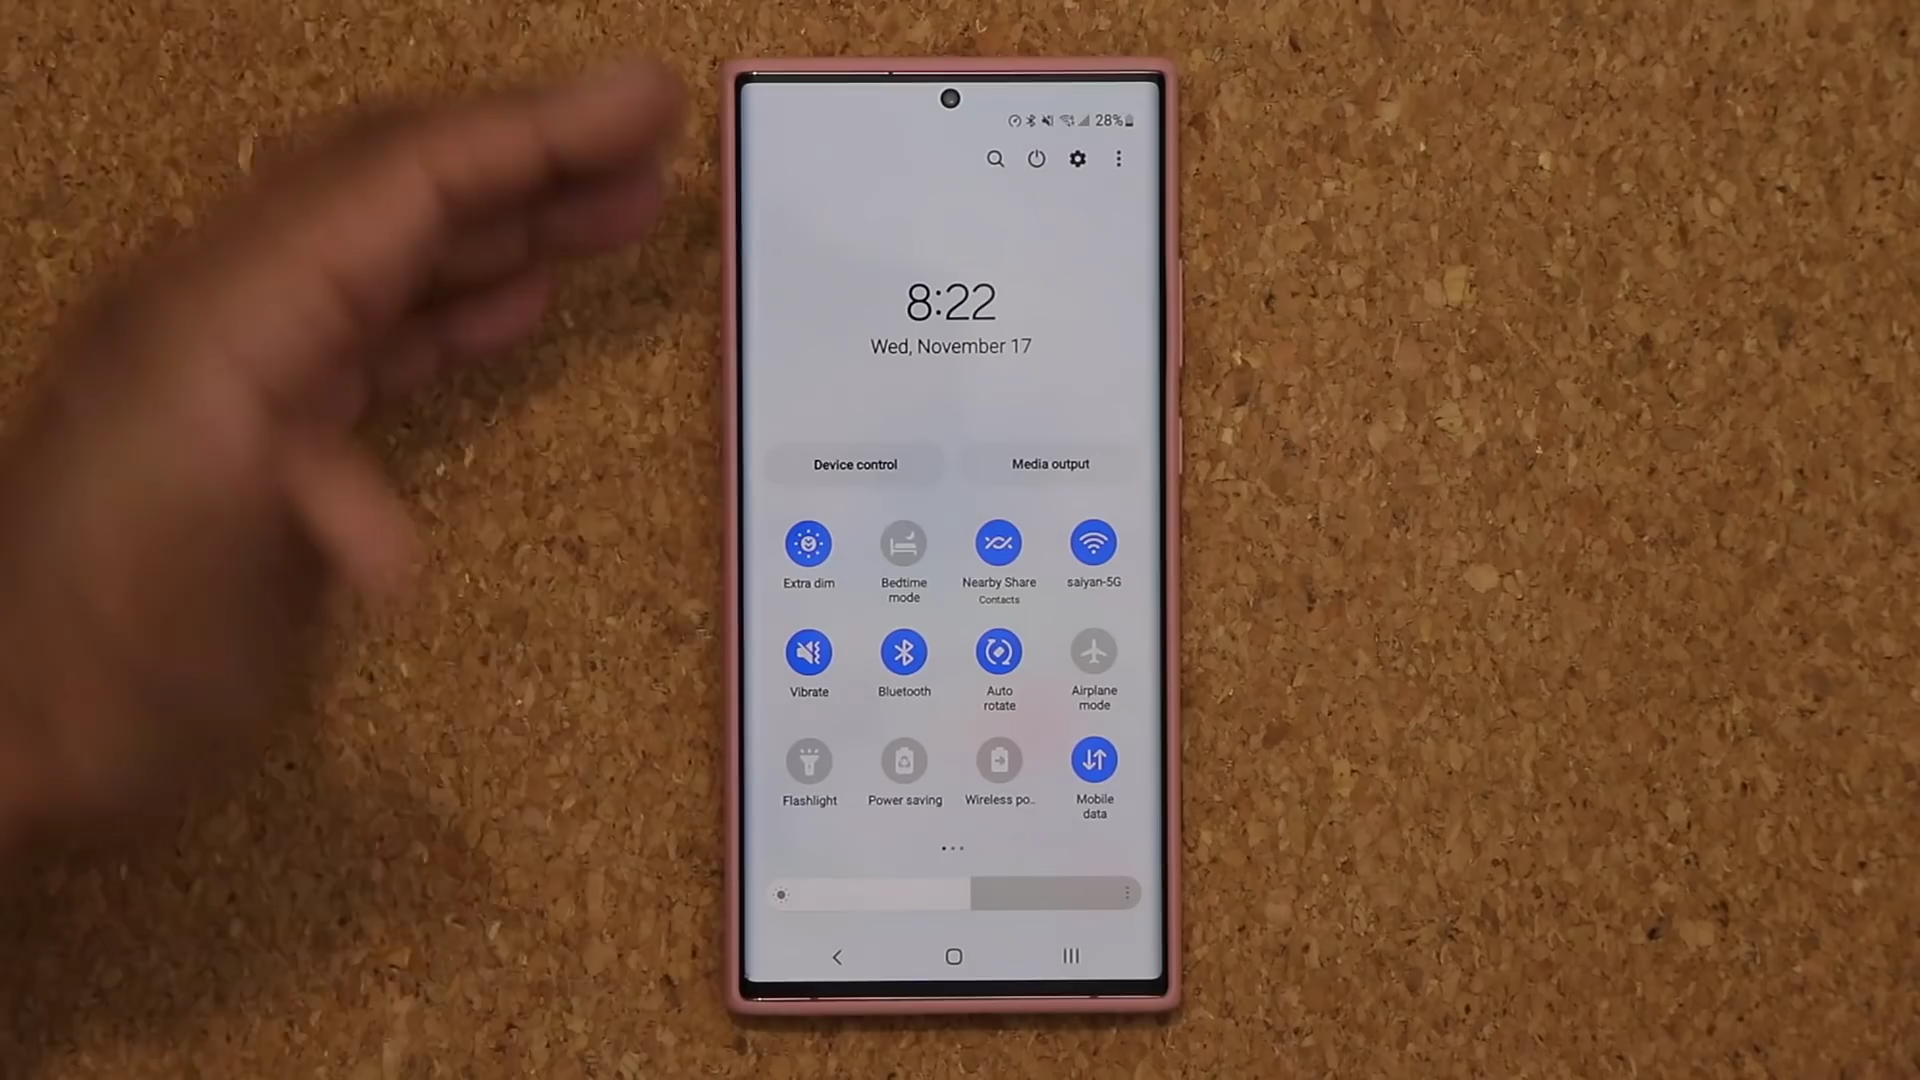 28%
8:22
Wed, November 17
Device control
Media output
Extra dim
Bedtime
mode
Nearby Share
Contacts
saiyan-5G
Vibrate
Bluetooth
Auto
rotate
Airplane
mode
Flashlight
Power saving
Wireless po..
Mobile
data